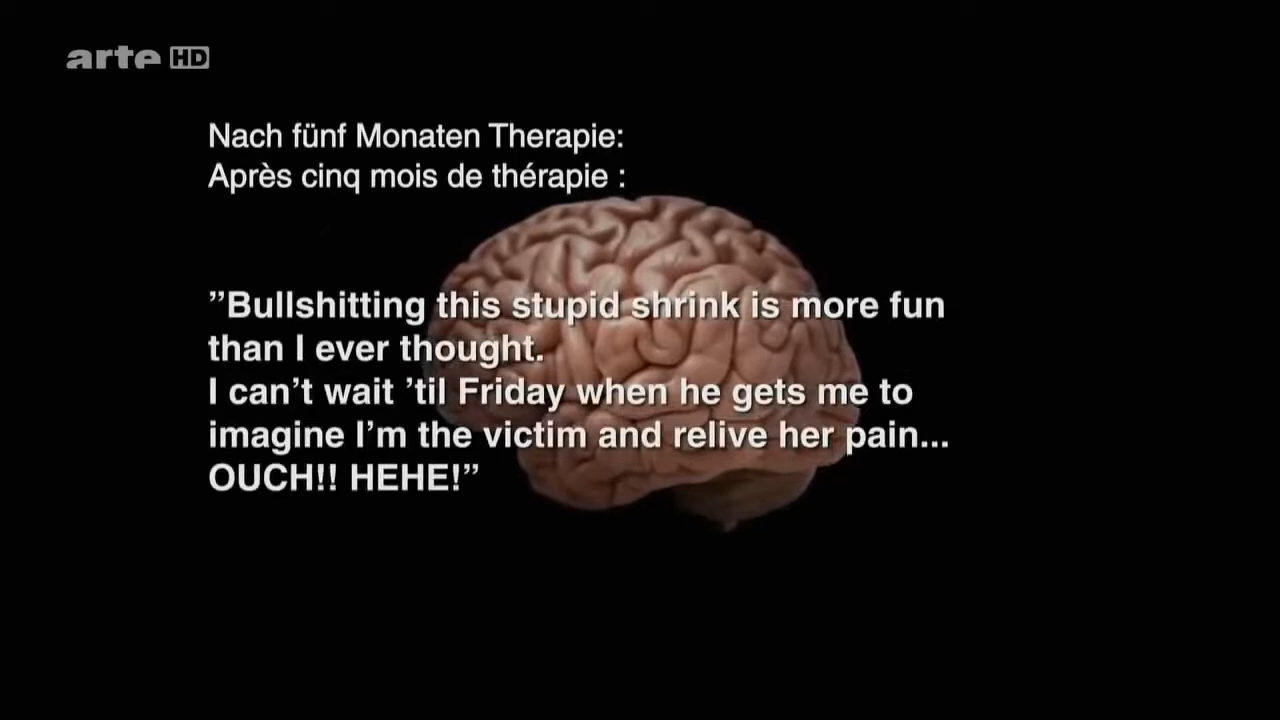 arte HD
Nach fünf Monaten Therapie:
Après cinq mois de thérapie :
”Bullshitting this stupid shrink is more fun
than I ever thought.
I can’t wait ’til Friday when he gets me to
imagine I’m the victim and relive her pain...
OUCH!! HEHE!”